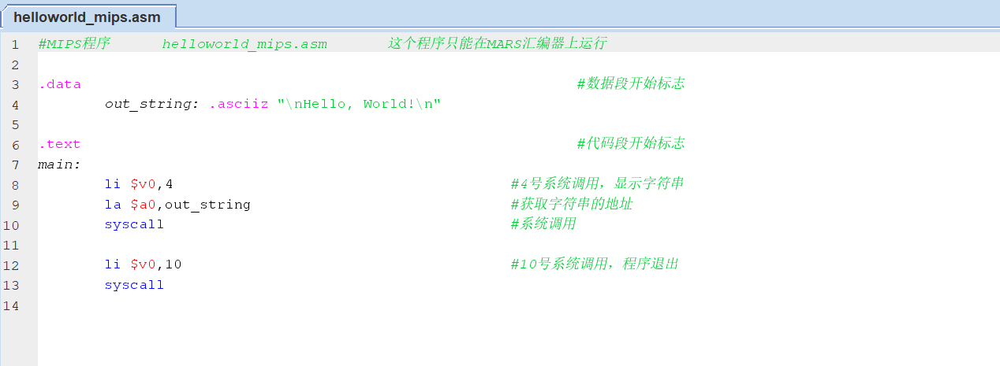 helloworld_mips.asm
1 #MIPS程序 helloworld_mips.asm 这个程序只能在MARS汇编器上运行
2
3 .data #数据段开始标志
4 out_string: .asciiz "\nHello, World!\n"
5
6 .text #代码段开始标志
7 main:
8 li $v0,4 #4号系统调用，显示字符串
9 la $a0,out_string #获取字符串的地址
10 syscall #系统调用
11
12 li $v0,10 #10号系统调用，程序退出
13 syscall
14